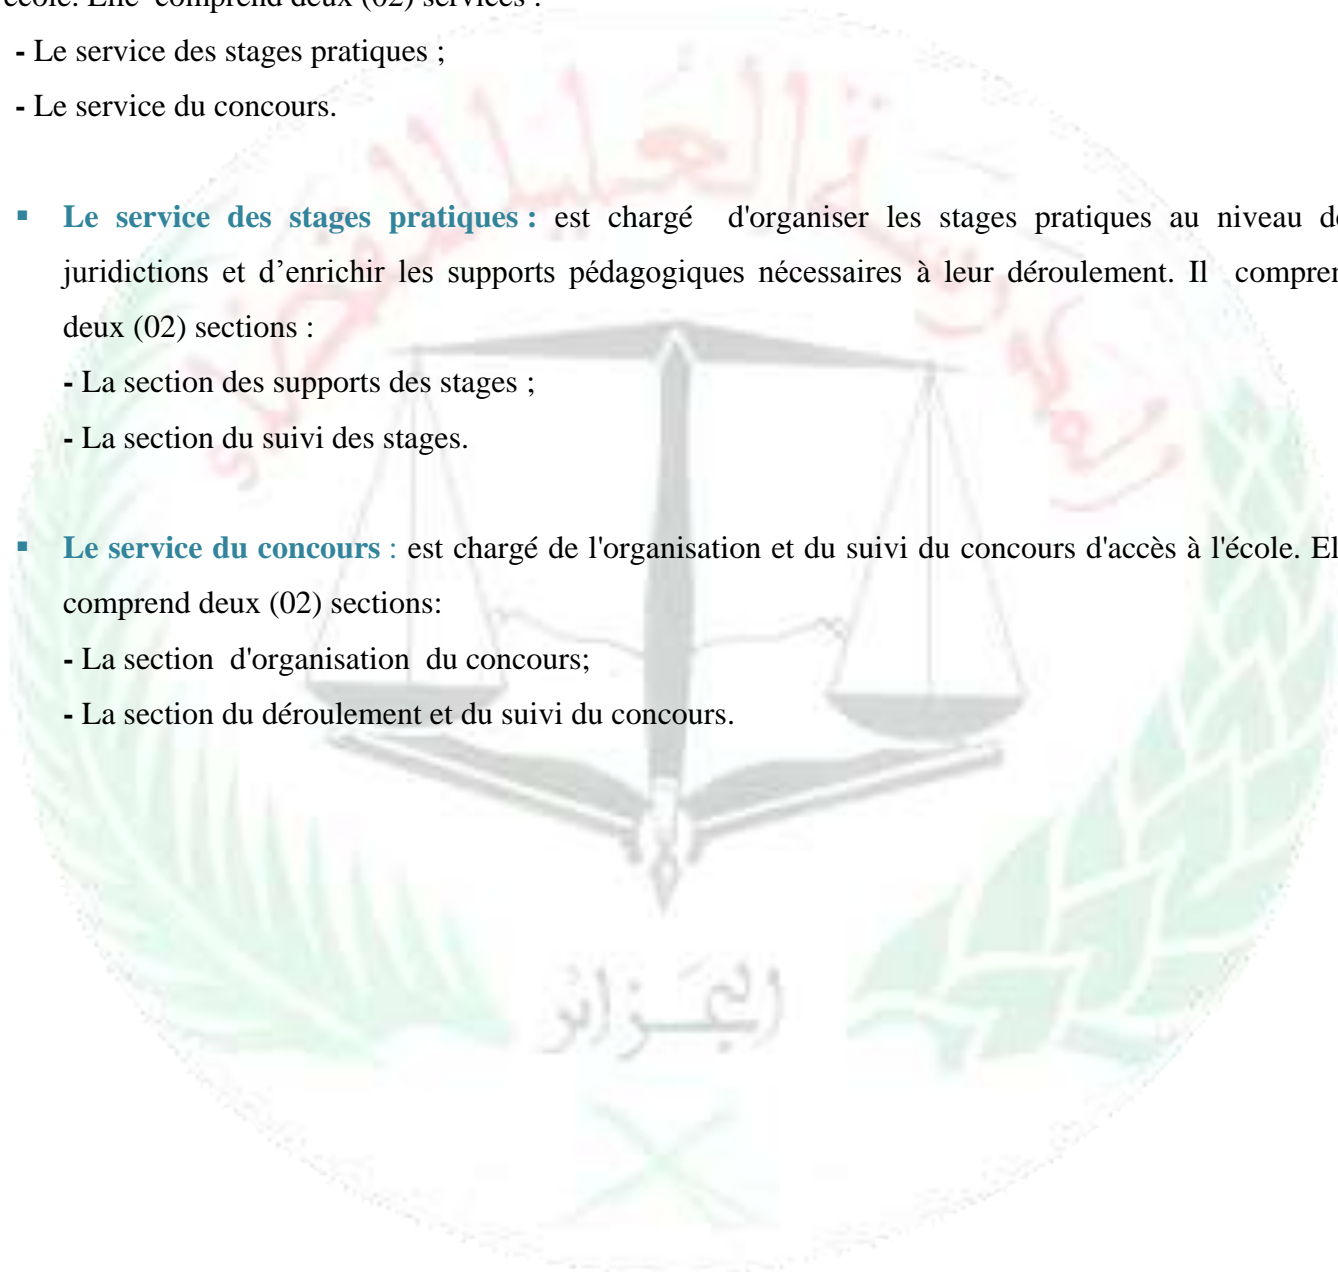 école. Elle comprend deux (02) services :
- Le service des stages pratiques ;
- Le service du concours.
▪ Le service des stages pratiques : est chargé d'organiser les stages pratiques au niveau
juridictions et d’enrichir les supports pédagogiques nécessaires à leur déroulement. Il compren
deux (02) sections :
- La section des supports des stages ;
- La section du suivi des stages.
▪ Le service du concours : est chargé de l'organisation et du suivi du concours d'accès à l'école. El
comprend deux (02) sections:
- La section d'organisation du concours;
- La section du déroulement et du suivi du concours.
المدرسة العليا للقضاء
الجزائر